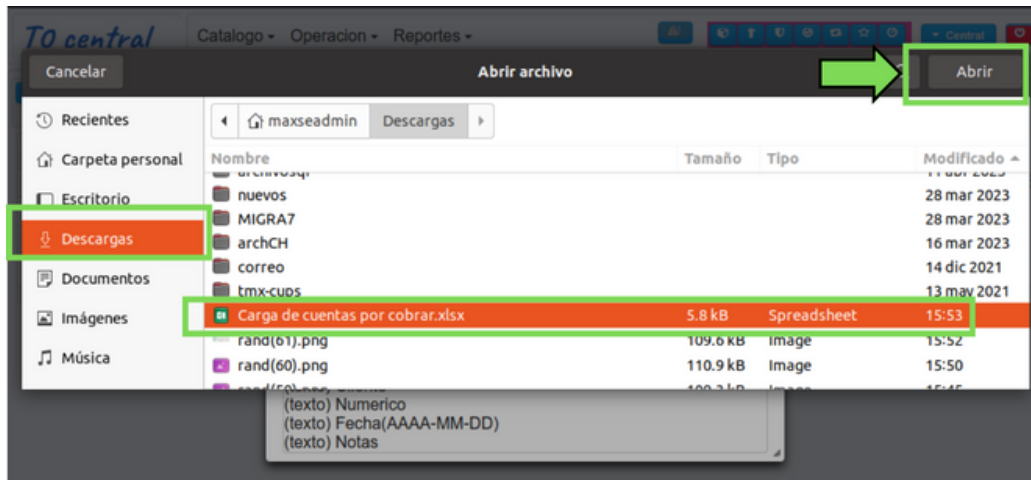 TO central Catalogo Operacion Reportes Central
Cancelar Abrir archivo Abrir
Recientes
Carpeta personal
Escritorio
Descargas
Documentos
Imágenes
Música
maxseadmin Descargas
Nombre Tamaño Tipo Modificado
nuevos 28 mar 2023
MIGRA7 28 mar 2023
archCH 16 mar 2023
correo 14 dic 2021
tmx-cups 13 may 2021
Carga de cuentas por cobrar.xlsx 5.8 kB Spreadsheet 15:53
rand(61).png 109.6 kB Image 15:52
rand(60).png 110.9 kB Image 15:50
(texto) Numerico
(texto) Fecha(AAAA-MM-DD)
(texto) Notas